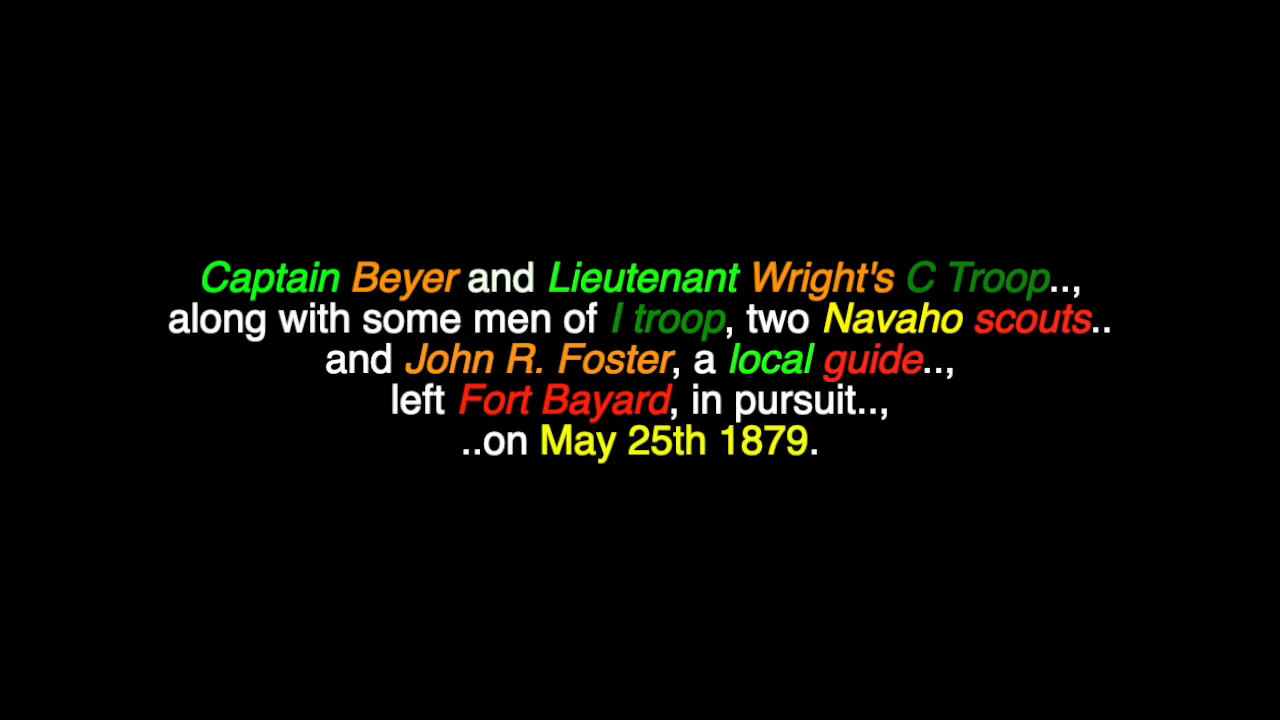 Captain Beyer and Lieutenant Wright's C Troop..,
along with some men of I troop, two Navaho scouts..
and John R. Foster, a local guide..,
left Fort Bayard, in pursuit..,
..on May 25th 1879.